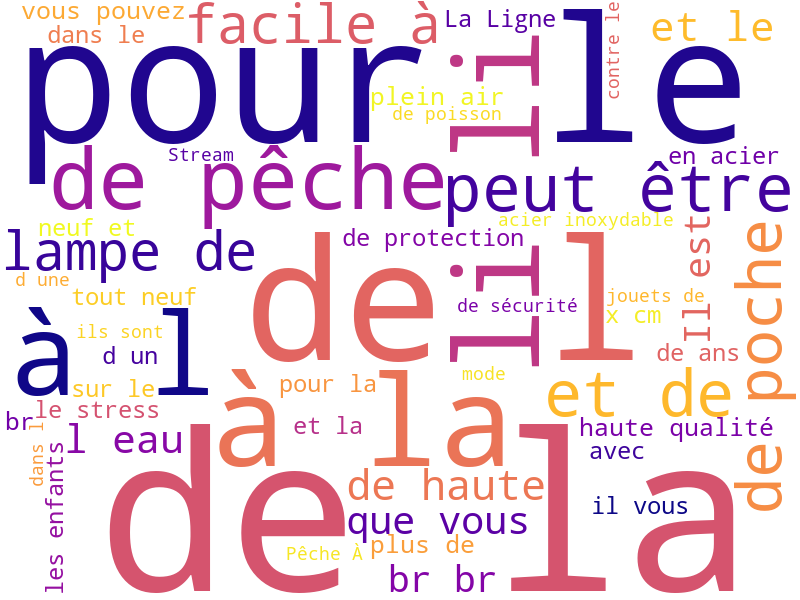 vous pouvez
facile à
La Ligne
contre le
et le
dans le
pour le
li li
plein air
de poisson
Stream
de pêche
en acier
peut être
neuf et
acier inoxydable
lampe de
de protection
Il est
de poche
d une
tout neuf
de l
de sécurité
jouets de
x cm
à l
ils sont
d un
de ans
mode
sur le
pour la
à la
et de
le stress
br
et la
haute qualité
dans l
l eau
avec
les enfants
de la
de haute
il vous
que vous
Pêche À
plus de
br br